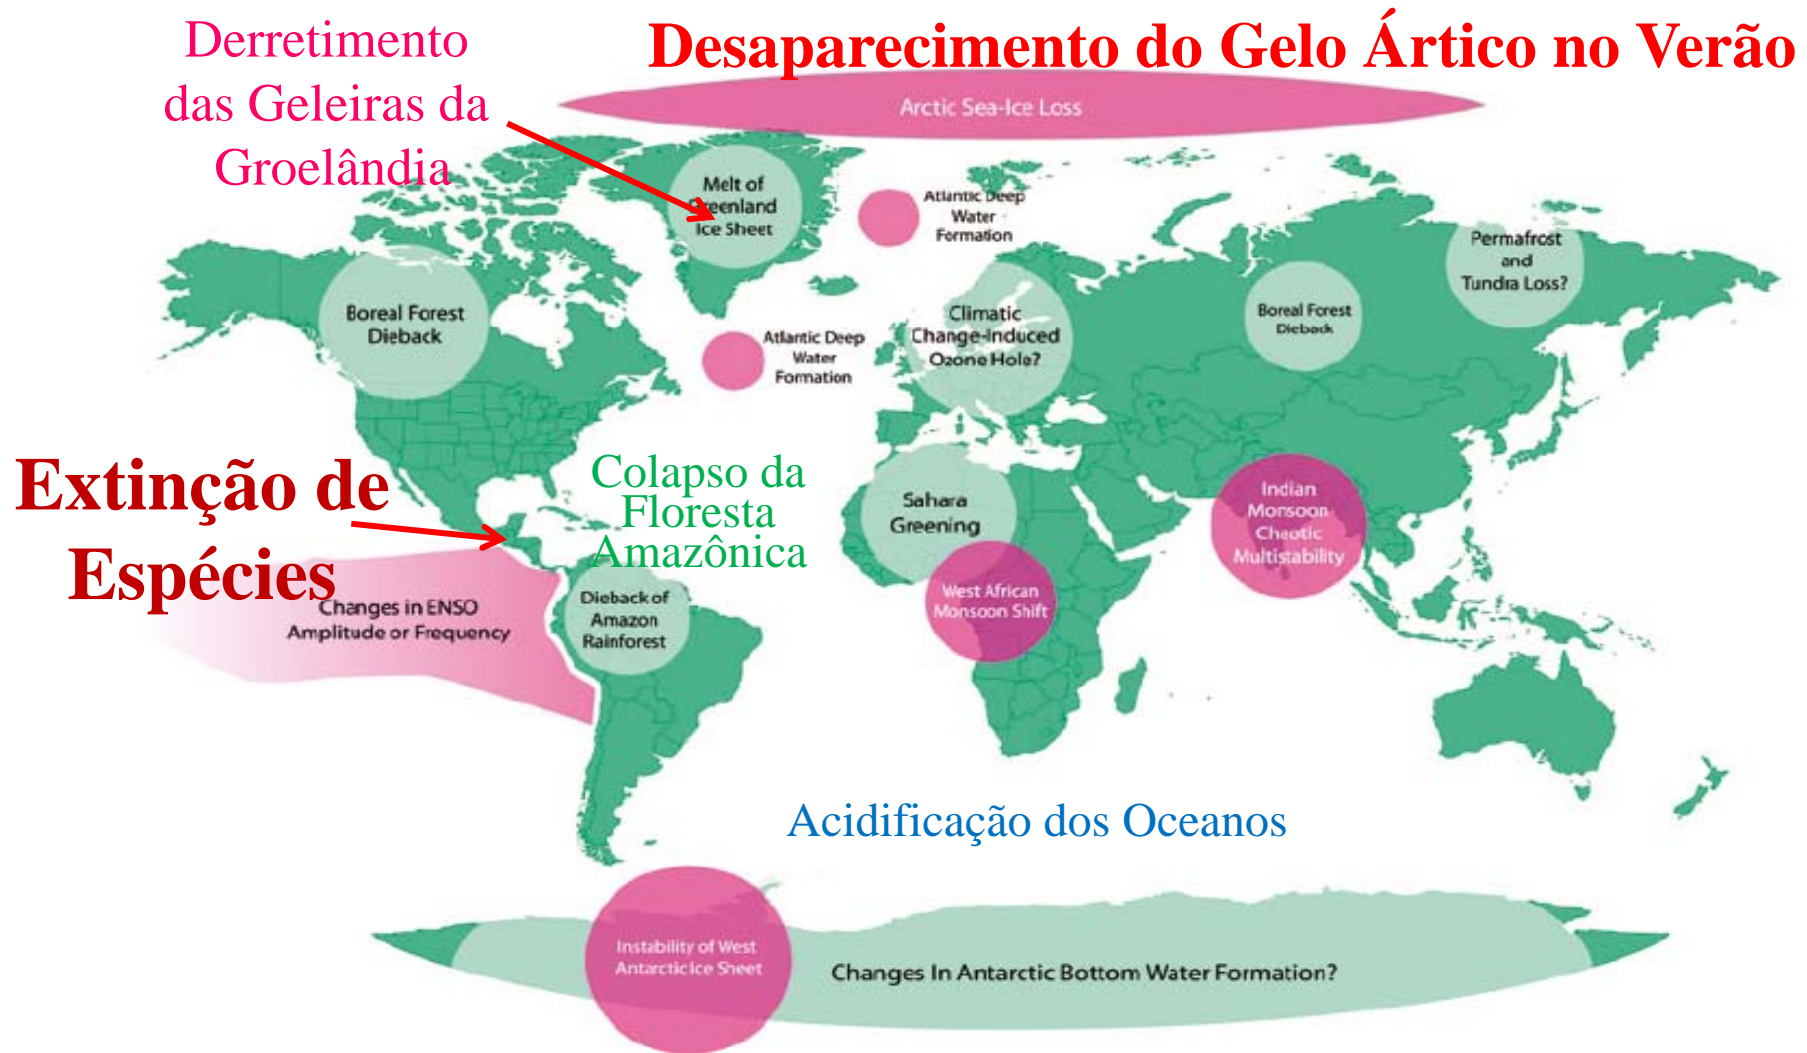 Derretimento
das Geleiras da
Groelândia
Desaparecimento do Gelo Ártico no Verão
Arctic Sea-Ice Loss
Melt of
Greenland
Ice Sheet
Atlantic Deep
Water
Formation
Permafrost
and
Tundra Loss?
Boreal Forest
Dieback
Climatic
Change-Induced
Ozone Hole?
Boreal Forest
Dieback
Atlantic Deep
Water
Formation
Extinção de
Espécies
Colapso da
Floresta
Amazônica
Sahara
Greening
Indian
Monsoon
Chaotic
Multistability
West African
Monsoon Shift
Changes in ENSO
Amplitude or Frequency
Dieback of
Amazon
Rainforest
Acidificação dos Oceanos
Instability of West
Antarctic Ice Sheet
Changes In Antarctic Bottom Water Formation?